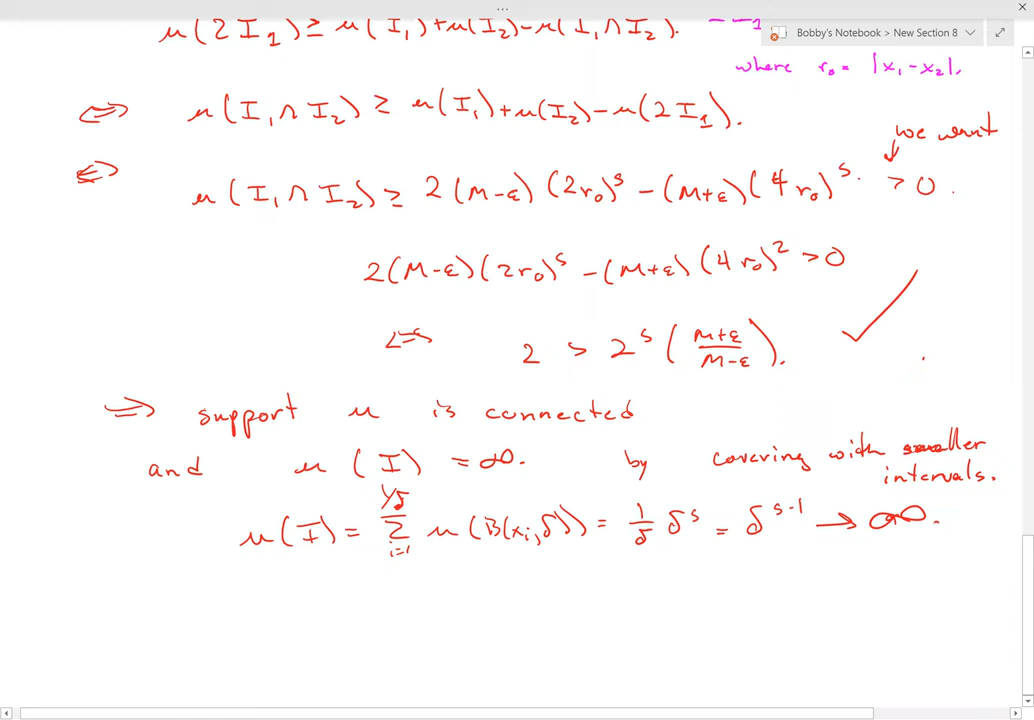 μ(2I₁) ≥ μ(I₁) + μ(I₂) − μ(I₁∩I₂).
Bobby's Notebook > New Section 8
where r₀ = |x₁ − x₂|.
⇔ μ(I₁∩I₂) ≥ μ(I₁) + μ(I₂) − μ(2I₁).
we want
⇔ μ(I₁∩I₂) ≥ 2(M−ε)(2r₀)ˢ − (M+ε)(4r₀)ˢ. > 0.
2(M−ε)(2r₀)ˢ − (M+ε)(4r₀)² > 0
⇔ 2 > 2ˢ((M+ε)/(M−ε)). ✓
⇒ support μ is connected
and μ(I) = ∞. by covering with smaller
intervals.
μ(I) = Σ_{i=1}^{1/δ} μ(B(xᵢ,δ)) = (1/δ) δˢ = δ^{s−1} → ∞.